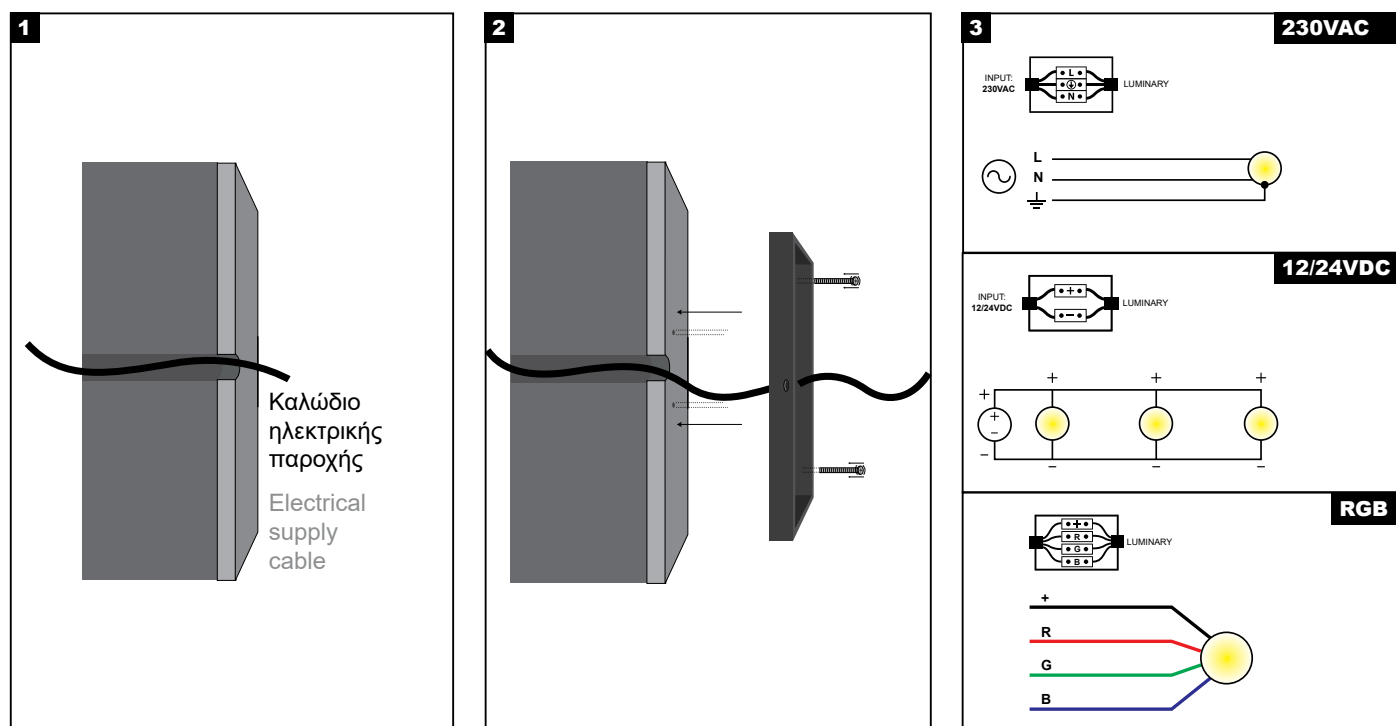 1
Καλώδιο
ηλεκτρικής
παροχής
Electrical
supply
cable
2
3
230VAC
INPUT:
230VAC
L
N
LUMINARY
L
N
12/24VDC
INPUT:
12/24VDC
+
−
LUMINARY
+ + + +
+
−
− − − −
RGB
+
R
G
B
LUMINARY
+
R
G
B